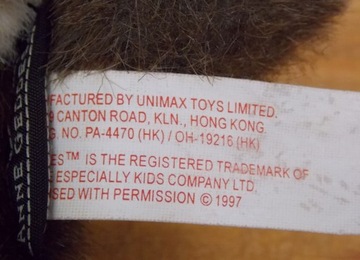 FACTURED BY UNIMAX TOYS LIMITED.
9 CANTON ROAD, KLN., HONG KONG.
G. NO. PA-4470 (HK) / OH-19216 (HK)
ES™ IS THE REGISTERED TRADEMARK OF
ESPECIALLY KIDS COMPANY LTD.
SED WITH PERMISSION © 1997
ANNE GEDDES